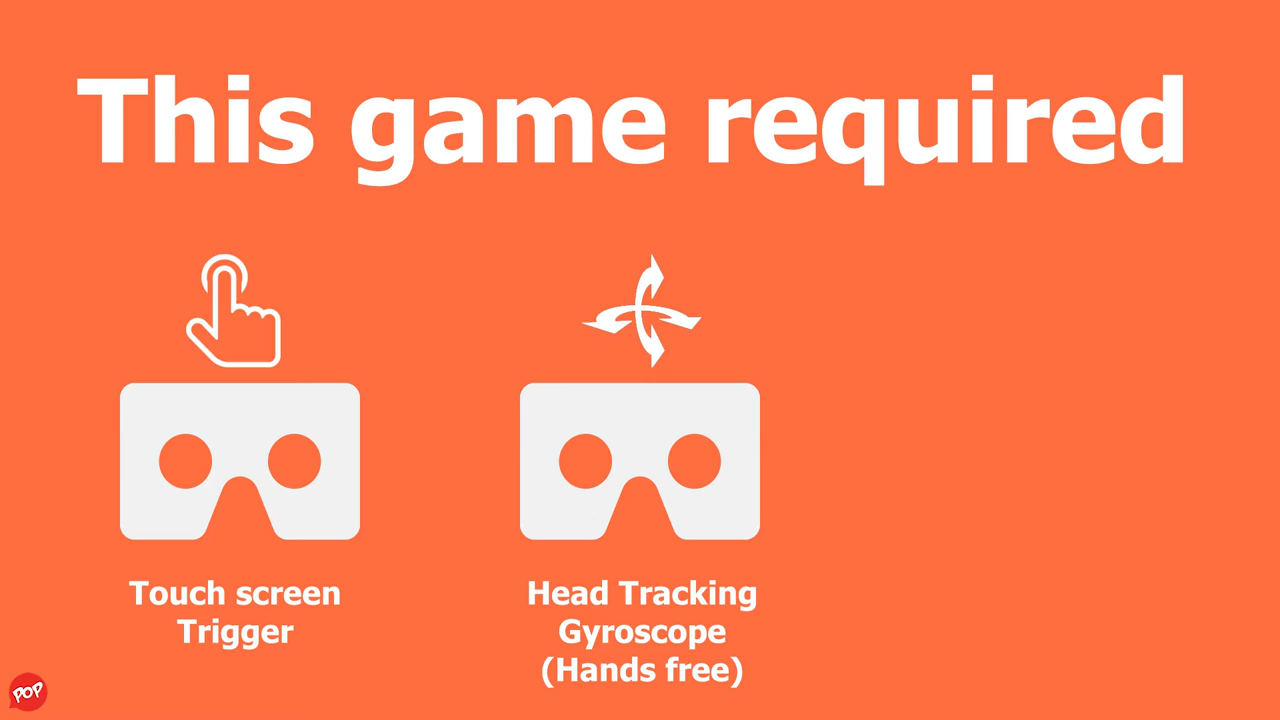 This game required
Touch screen
Trigger
Head Tracking
Gyroscope
(Hands free)
POP